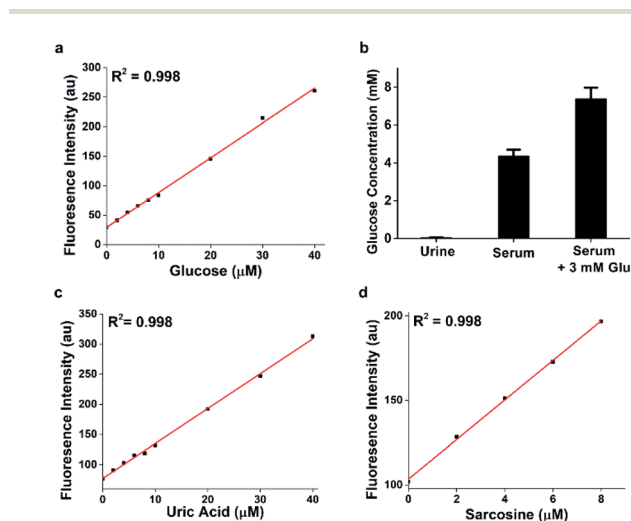 a
R² = 0.998
Fluoresence Intensity (au)
300
250
200
150
100
50
0
0
10
20
30
40
Glucose (μM)
b
Glucose Concentration (mM)
8
6
4
2
0
Urine
Serum
Serum
+ 3 mM Glu
c
R²= 0.998
Fluoresence Intensity (au)
350
300
250
200
150
100
0
10
20
30
40
Uric Acid (μM)
d
R² = 0.998
Fluoresence Intensity (au)
200
150
100
0
2
4
6
8
Sarcosine (μM)